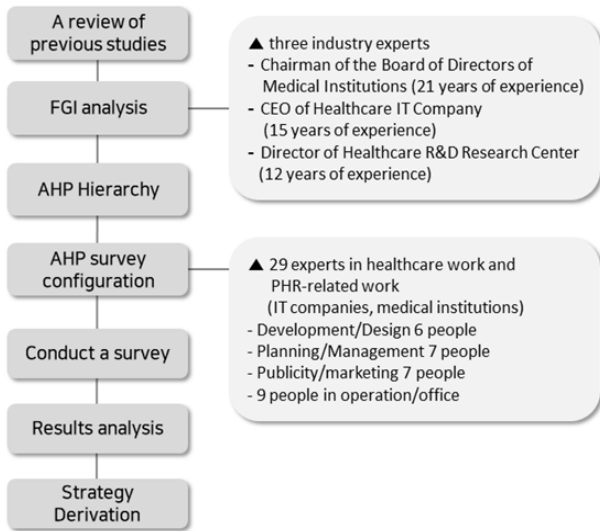 A review of
previous studies
FGI analysis
▲ three industry experts
- Chairman of the Board of Directors of
Medical Institutions (21 years of experience)
- CEO of Healthcare IT Company
(15 years of experience)
- Director of Healthcare R&D Research Center
(12 years of experience)
AHP Hierarchy
AHP survey
configuration
▲ 29 experts in healthcare work and
PHR-related work
(IT companies, medical institutions)
- Development/Design 6 people
- Planning/Management 7 people
- Publicity/marketing 7 people
- 9 people in operation/office
Conduct a survey
Results analysis
Strategy
Derivation